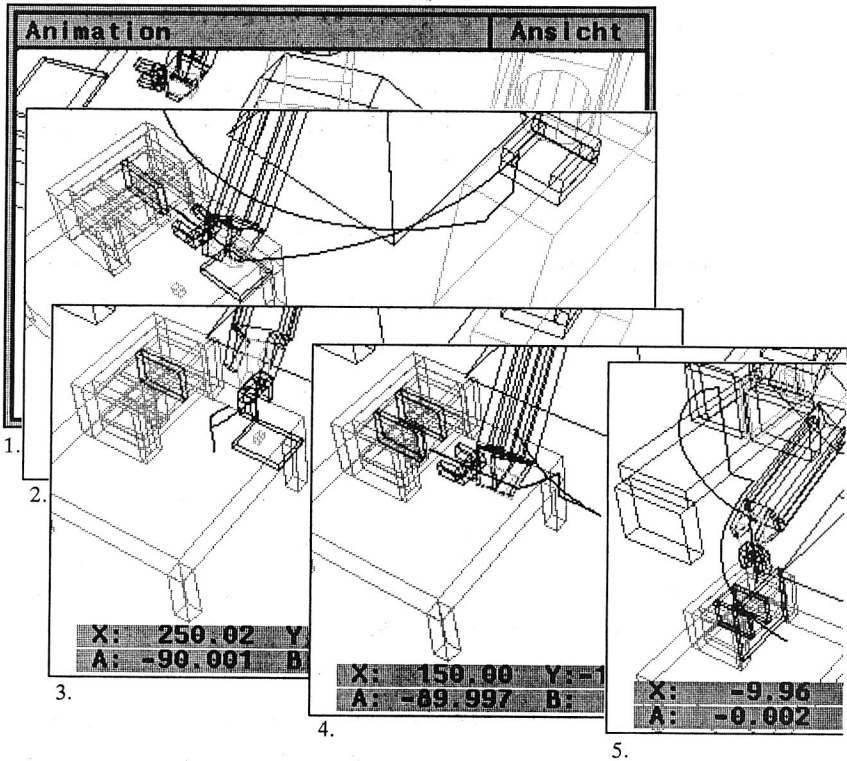 Animation Ansicht
1.
2.
X: 250.02 Y:
A: -90.001 B
3.
X: 150.00 Y:-1
A: -89.997 B:
4.
X: -9.96
A: -0.002
5.